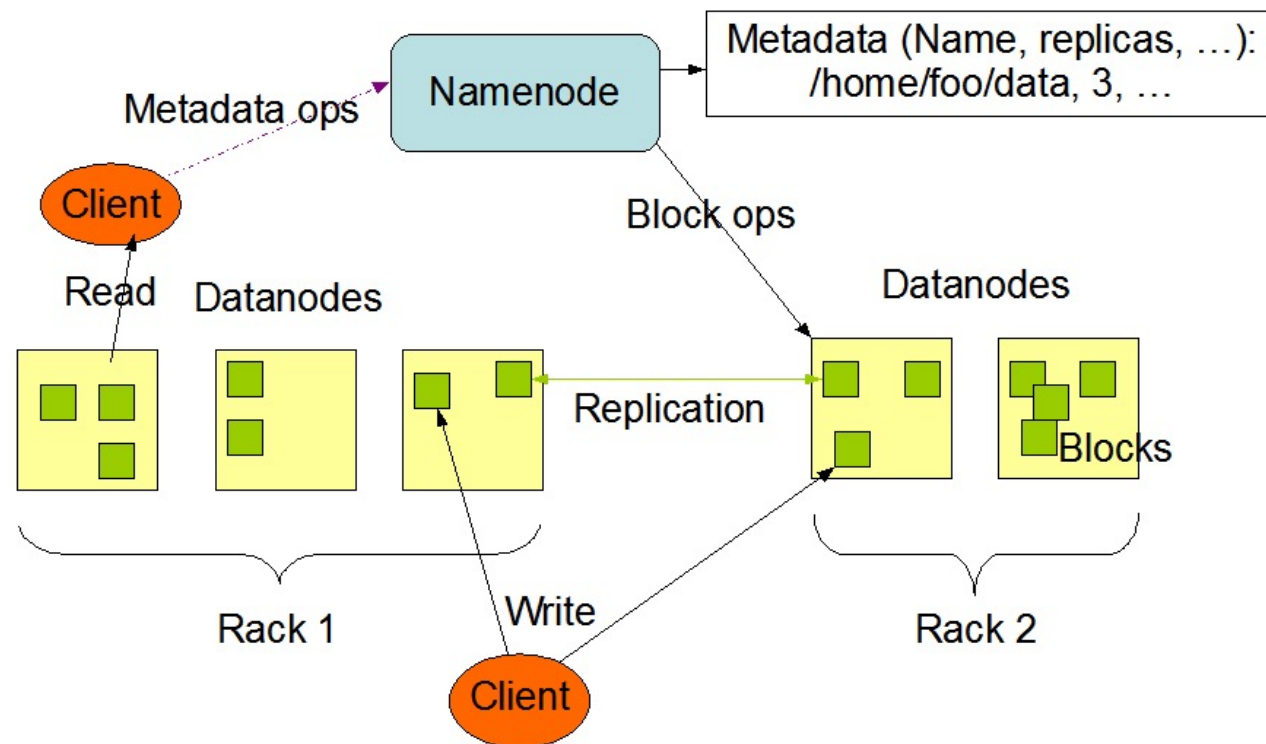 Metadata (Name, replicas, …):
/home/foo/data, 3, …
Namenode
Metadata ops
Client
Block ops
Read
Datanodes
Datanodes
Replication
Blocks
Rack 1
Write
Rack 2
Client